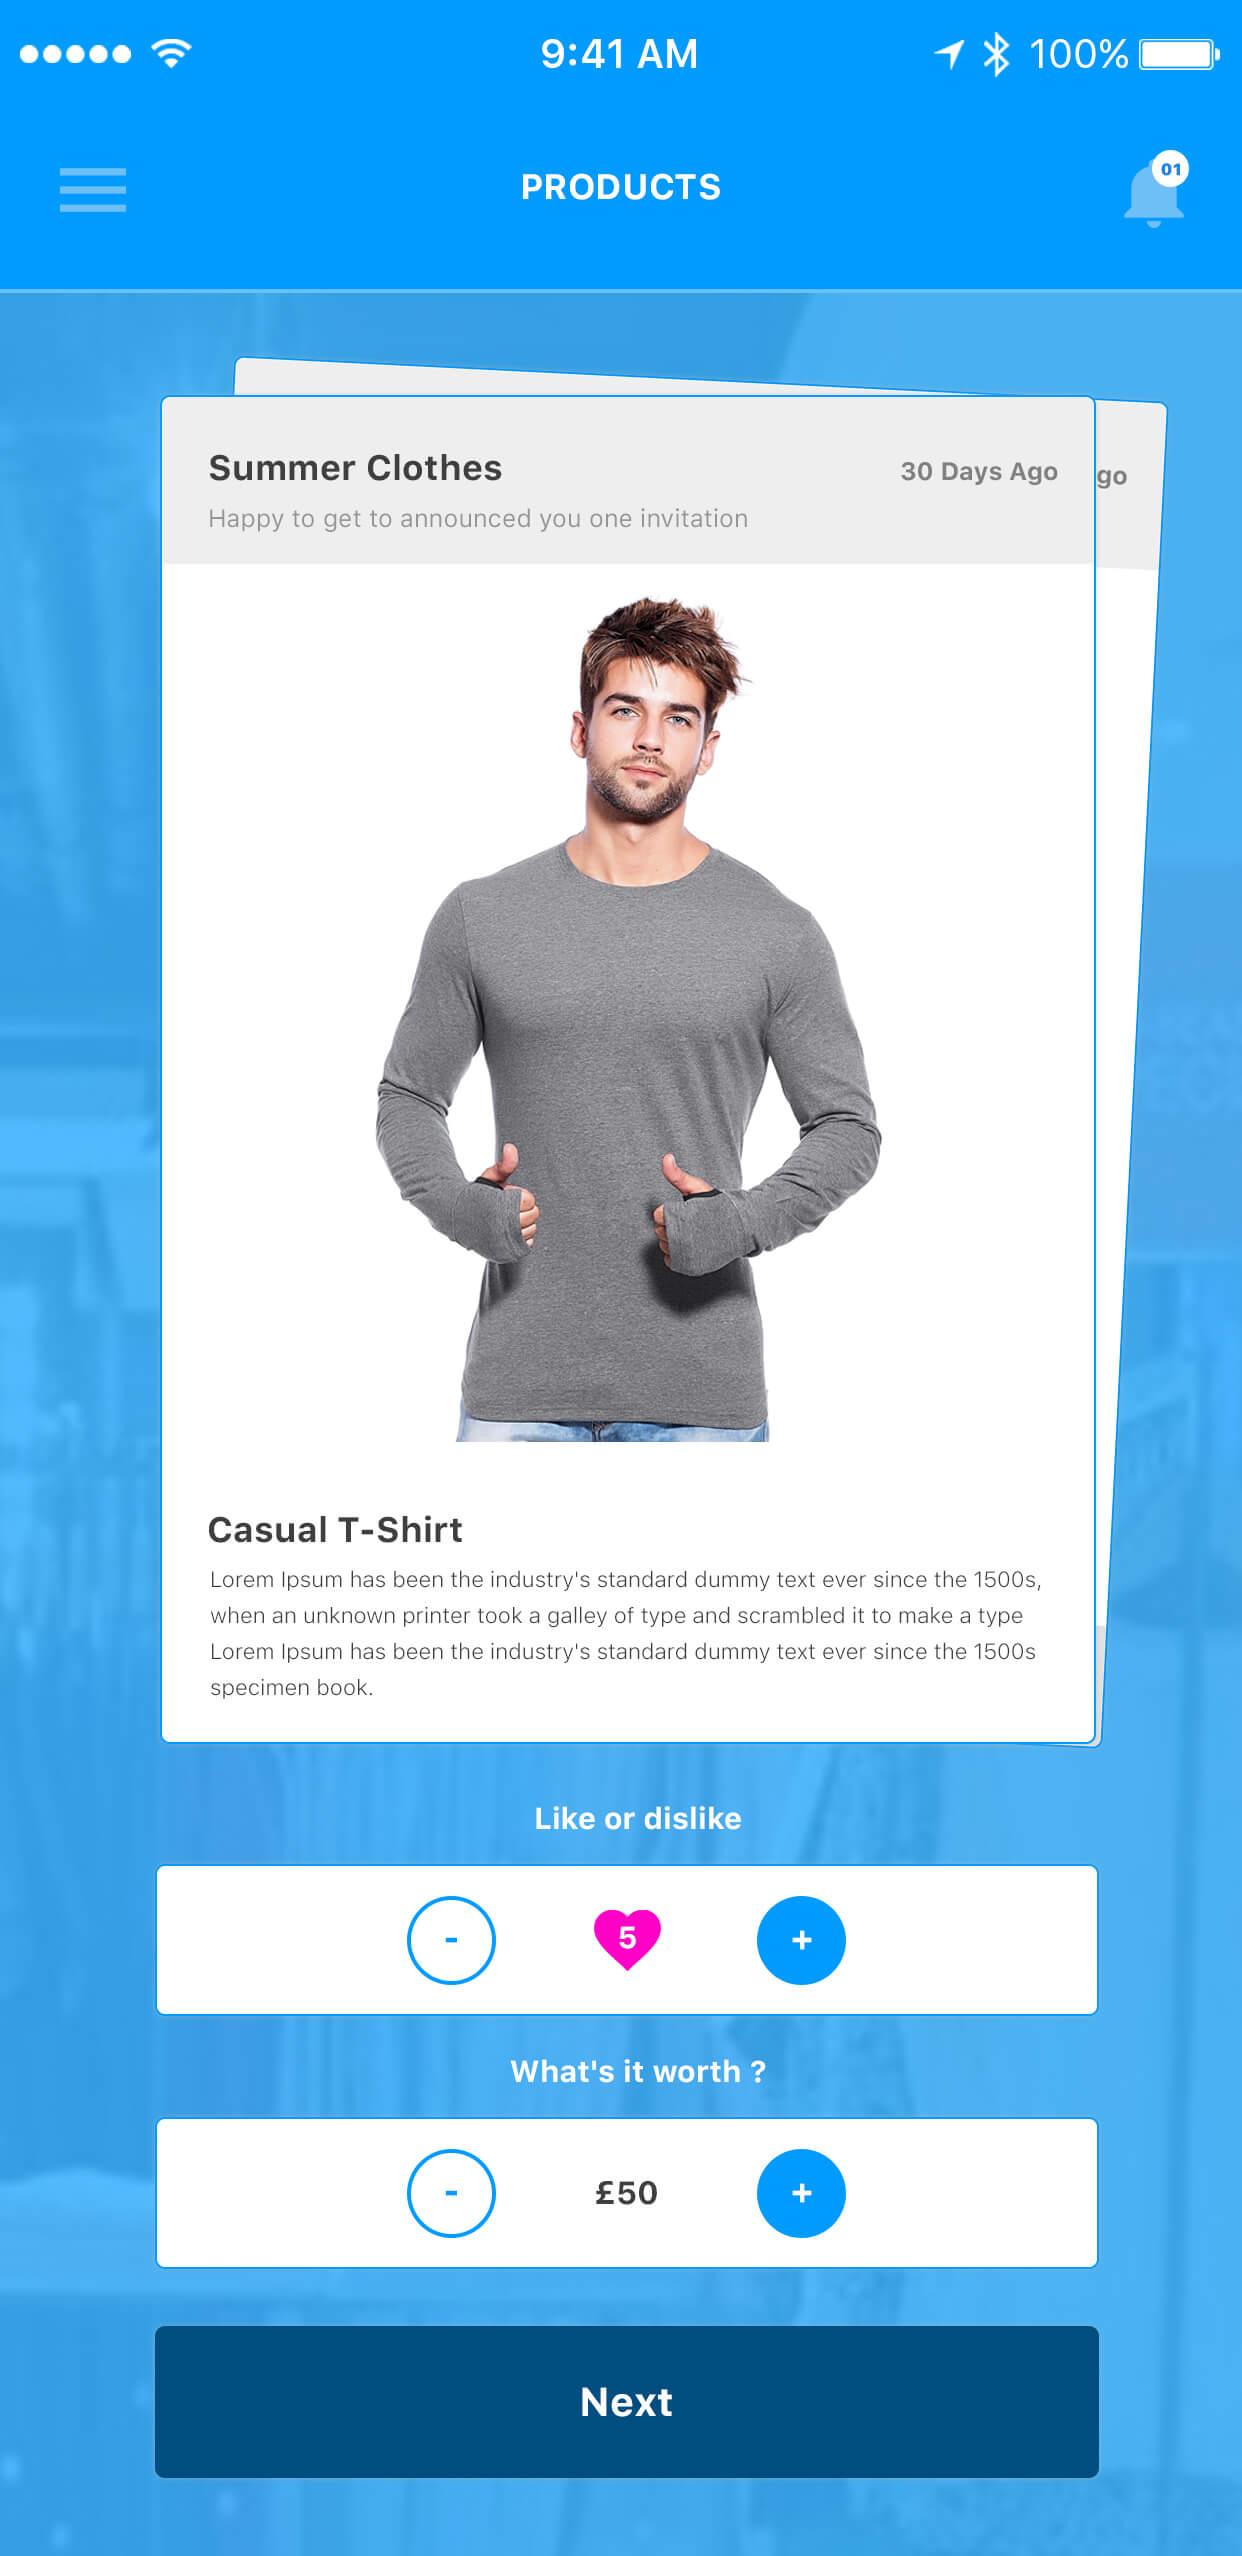 9:41 AM
100%
PRODUCTS
01
Summer Clothes
30 Days Ago
go
Happy to get to announced you one invitation
Casual T-Shirt
Lorem Ipsum has been the industry's standard dummy text ever since the 1500s,
when an unknown printer took a galley of type and scrambled it to make a type
Lorem Ipsum has been the industry's standard dummy text ever since the 1500s
specimen book.
Like or dislike
- 5 +
What's it worth ?
- £50 +
Next